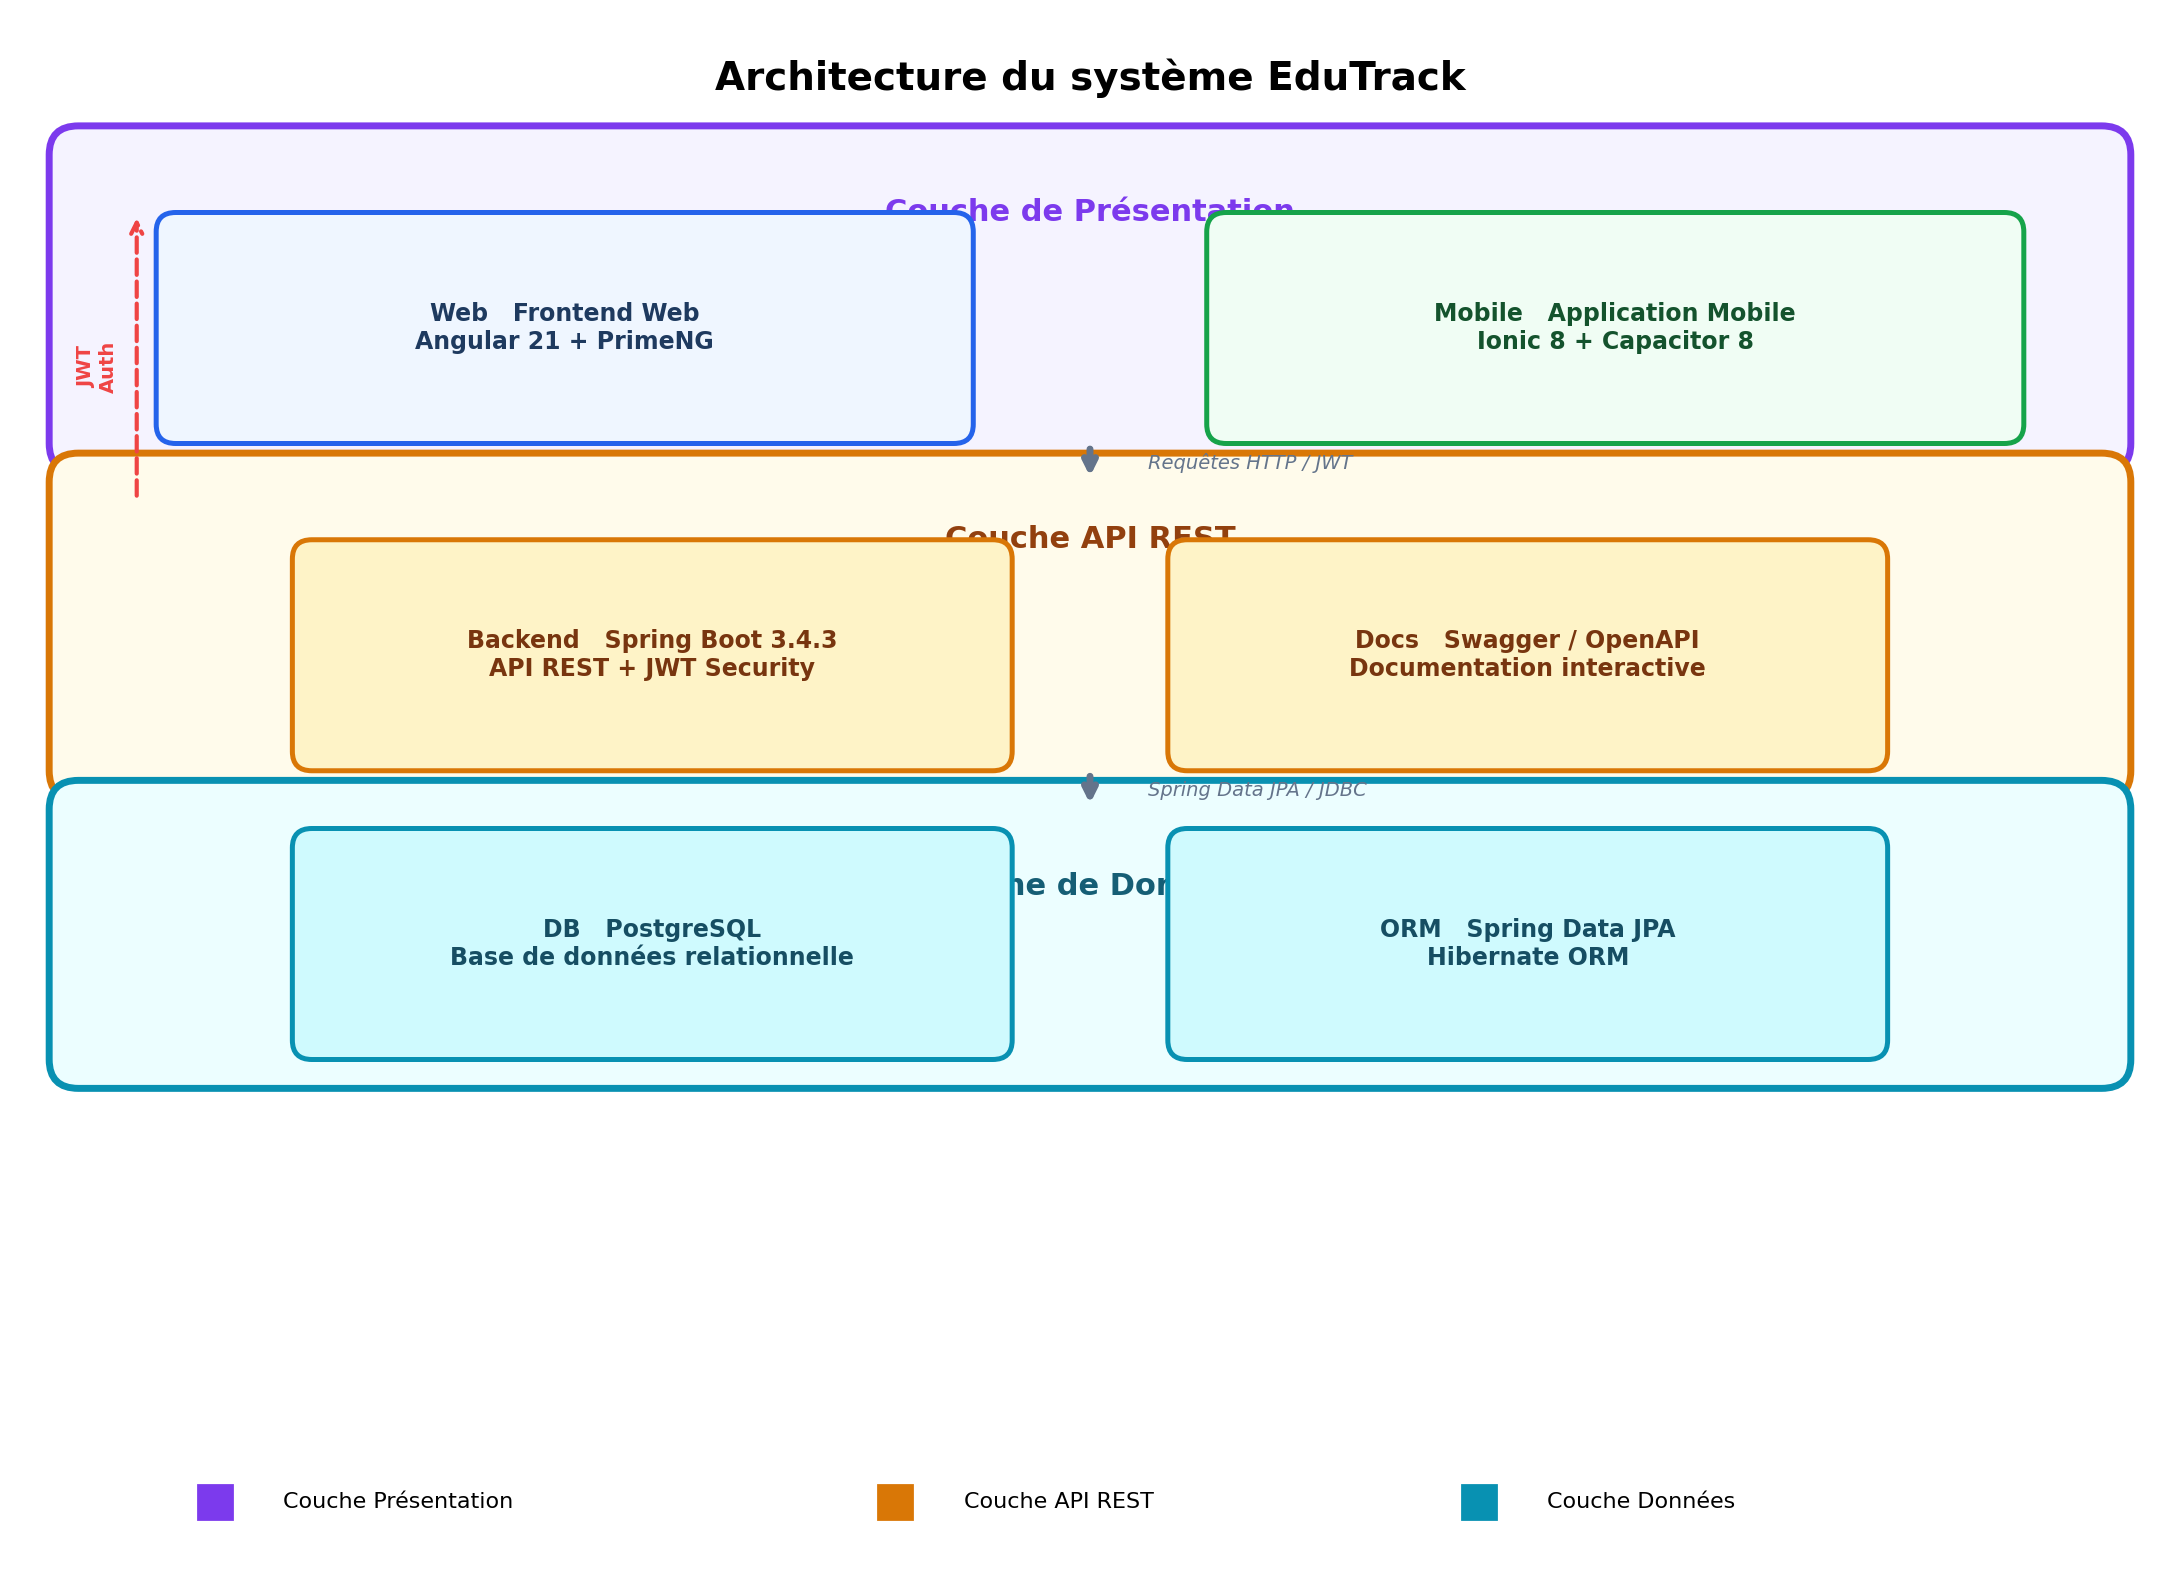 Architecture du système EduTrack
Couche de Présentation
Web Frontend Web
Angular 21 + PrimeNG
Mobile Application Mobile
Ionic 8 + Capacitor 8
JWT
Auth
Requêtes HTTP / JWT
Couche API REST
Backend Spring Boot 3.4.3
API REST + JWT Security
Docs Swagger / OpenAPI
Documentation interactive
Spring Data JPA / JDBC
de
DB PostgreSQL
Base de données relationnelle
ORM Spring Data JPA
Hibernate ORM
Couche Présentation
Couche API REST
Couche Données